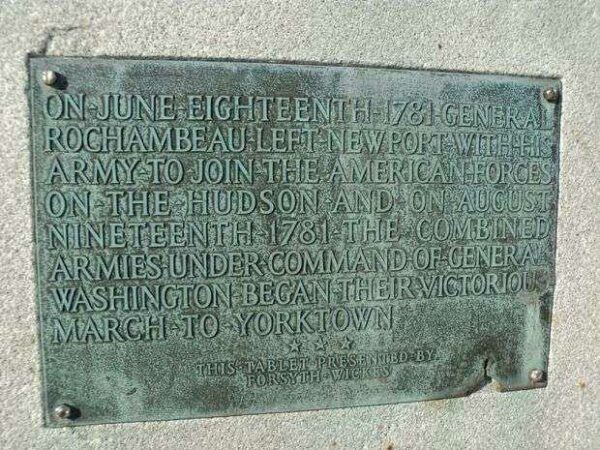 ON·JUNE·EIGHTEENTH·1781·GENERAL
ROCHAMBEAU·LEFT·NEWPORT·WITH·HIS
ARMY·TO·JOIN·THE·AMERICAN·FORCES
ON·THE·HUDSON·AND·ON·AUGUST
NINETEENTH·1781·THE·COMBINED
ARMIES·UNDER·COMMAND·OF·GENERAL
WASHINGTON·BEGAN·THEIR·VICTORIOUS
MARCH·TO·YORKTOWN
THIS·TABLET·PRESENTED·BY
FORSYTH·WICKES